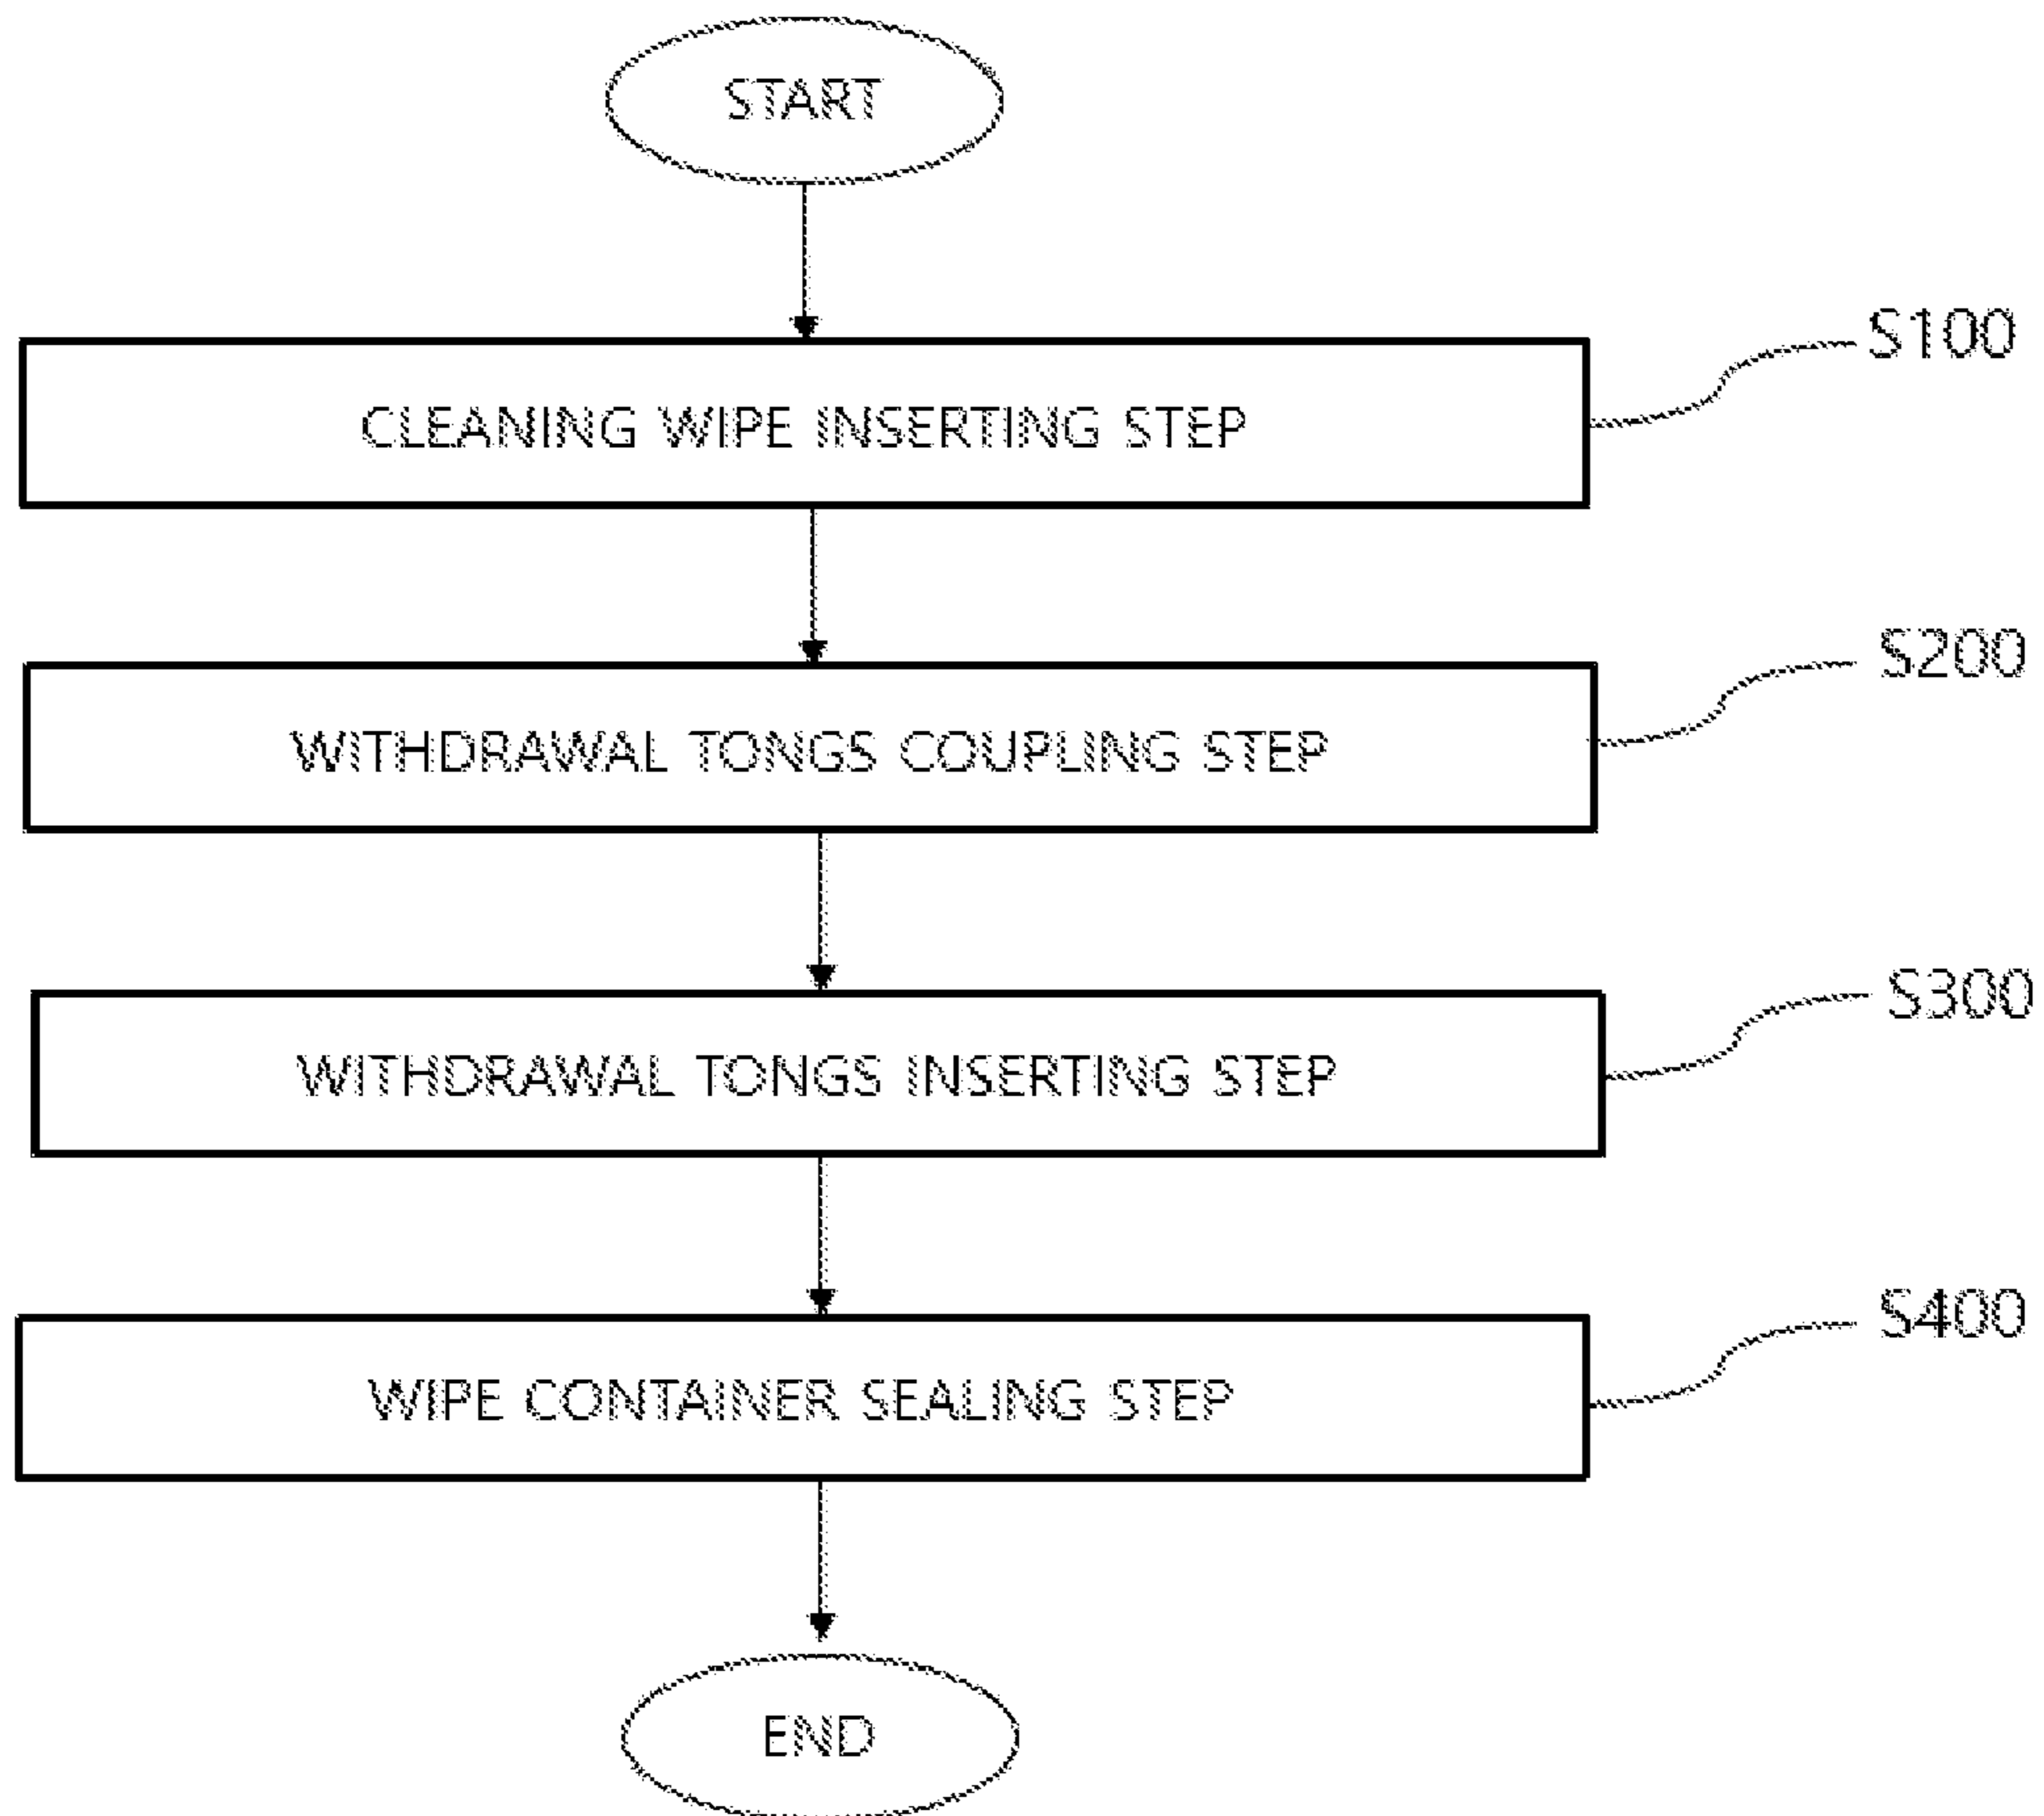 START
S100
CLEANING WIPE INSERTING STEP
S200
WITHDRAWAL TONGS COUPLING STEP
S300
WITHDRAWAL TONGS INSERTING STEP
S400
WIPE CONTAINER SEALING STEP
END